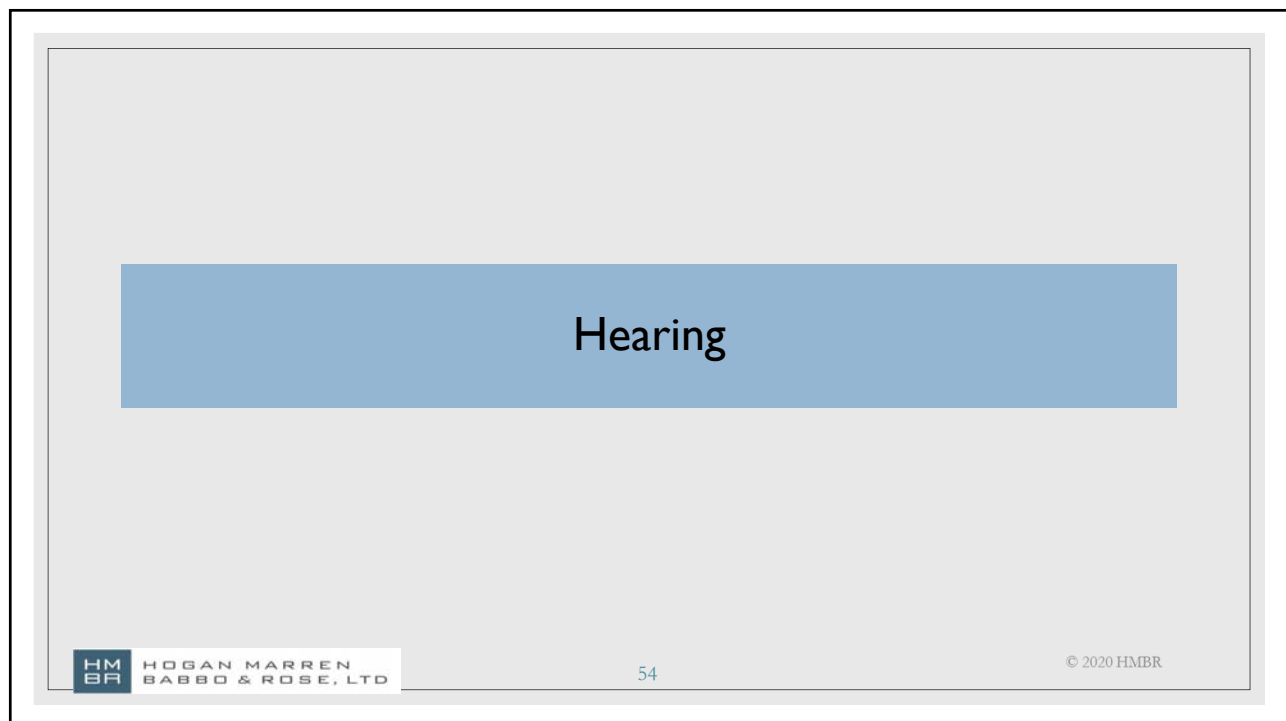 Hearing
HM
BR
HOGAN MARREN
BABBO & ROSE, LTD
54
© 2020 HMBR